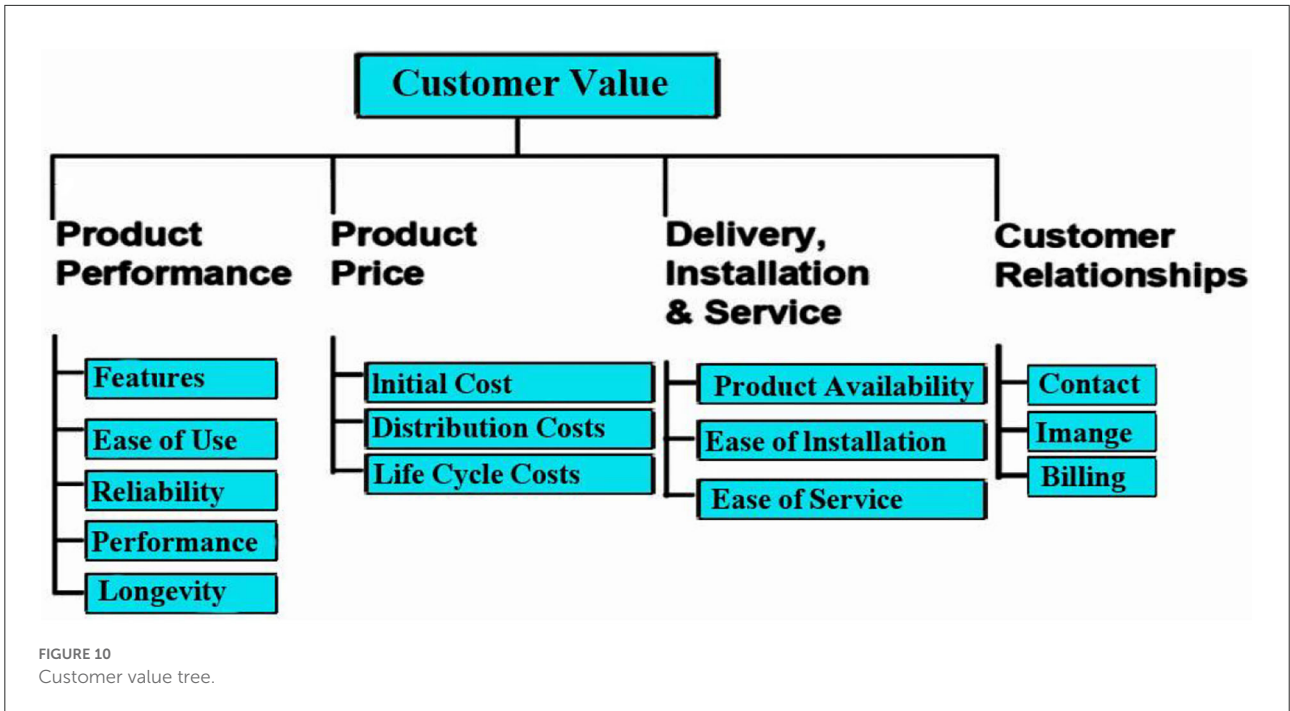 Customer Value
Product
Performance
Features
Ease of Use
Reliability
Performance
Longevity
Product
Price
Initial Cost
Distribution Costs
Life Cycle Costs
Delivery,
Installation
& Service
Product Availability
Ease of Installation
Ease of Service
Customer
Relationships
Contact
Imange
Billing
FIGURE 10
Customer value tree.